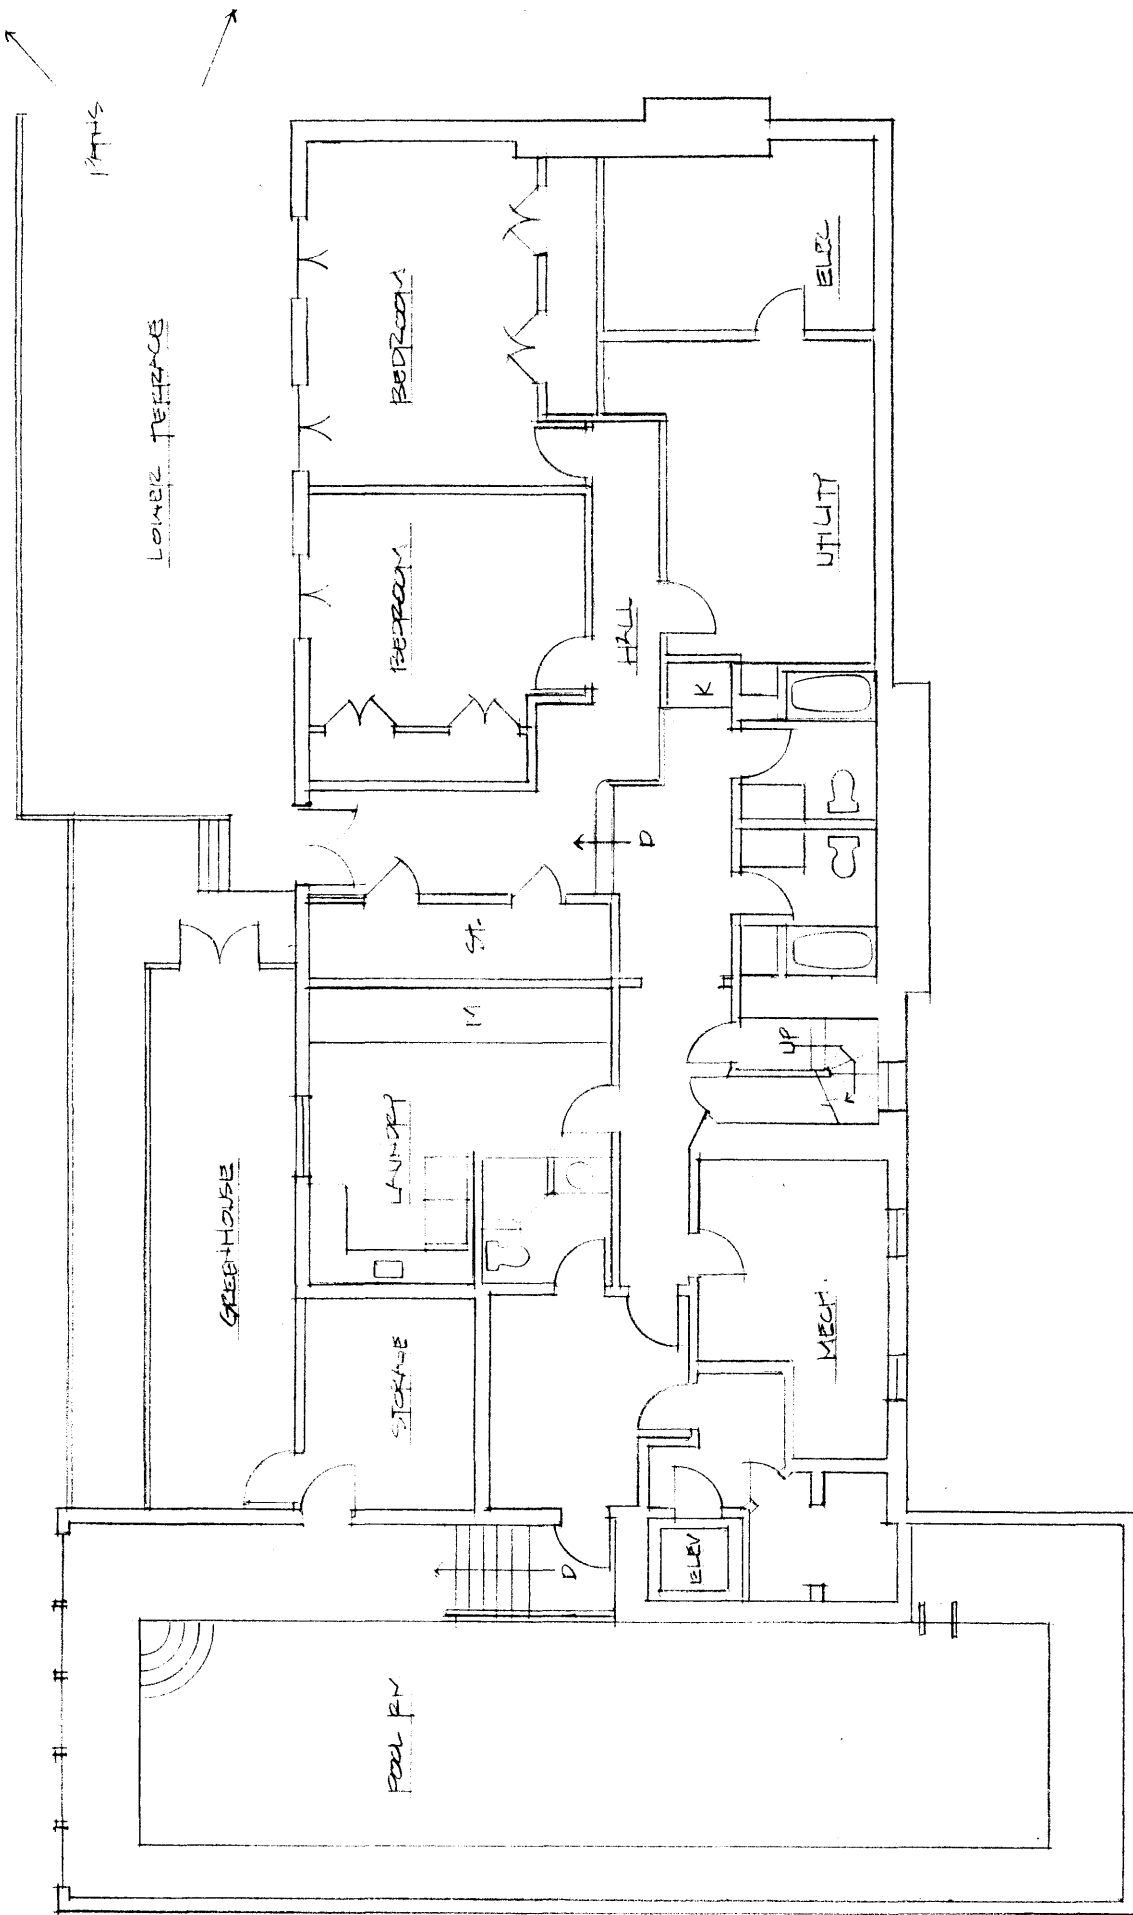 PATHS
LOWER TERRACE
BEDROOM
ELEC
BEDROOM
UTILITY
HALL
K
D
St.
M
UP
LAUNDRY
GREENHOUSE
STORAGE
MECH.
ELEV
D
POOL RM